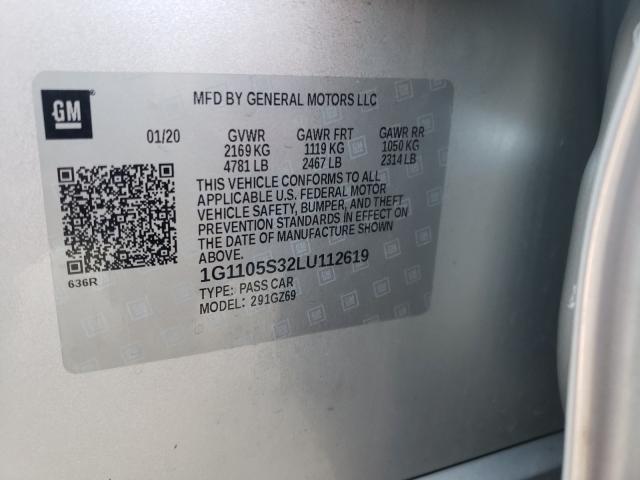 GM
MFD BY GENERAL MOTORS LLC
01/20 GVWR GAWR FRT GAWR RR
2169 KG 1119 KG 1050 KG
4781 LB 2467 LB 2314 LB
THIS VEHICLE CONFORMS TO ALL
APPLICABLE U.S. FEDERAL MOTOR
VEHICLE SAFETY, BUMPER, AND THEFT
PREVENTION STANDARDS IN EFFECT ON
THE DATE OF MANUFACTURE SHOWN
ABOVE.
636R
1G1105S32LU112619
TYPE: PASS CAR
MODEL: 291GZ69